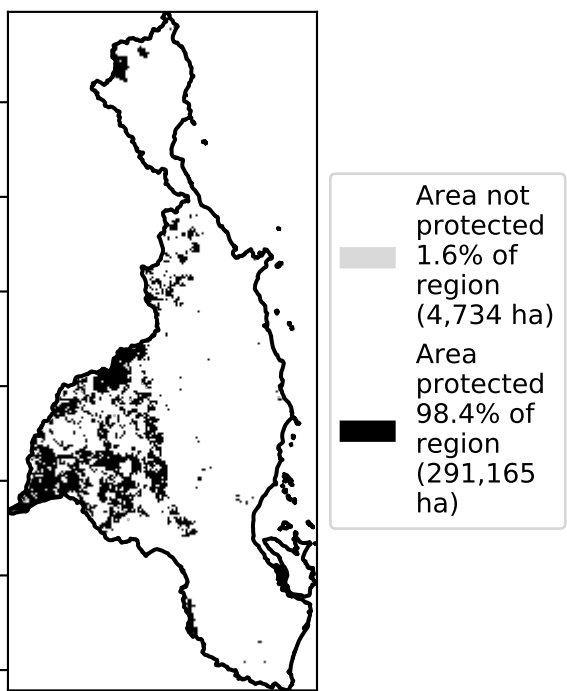 Area not
protected
1.6% of
region
(4,734 ha)
Area
protected
98.4% of
region
(291,165
ha)